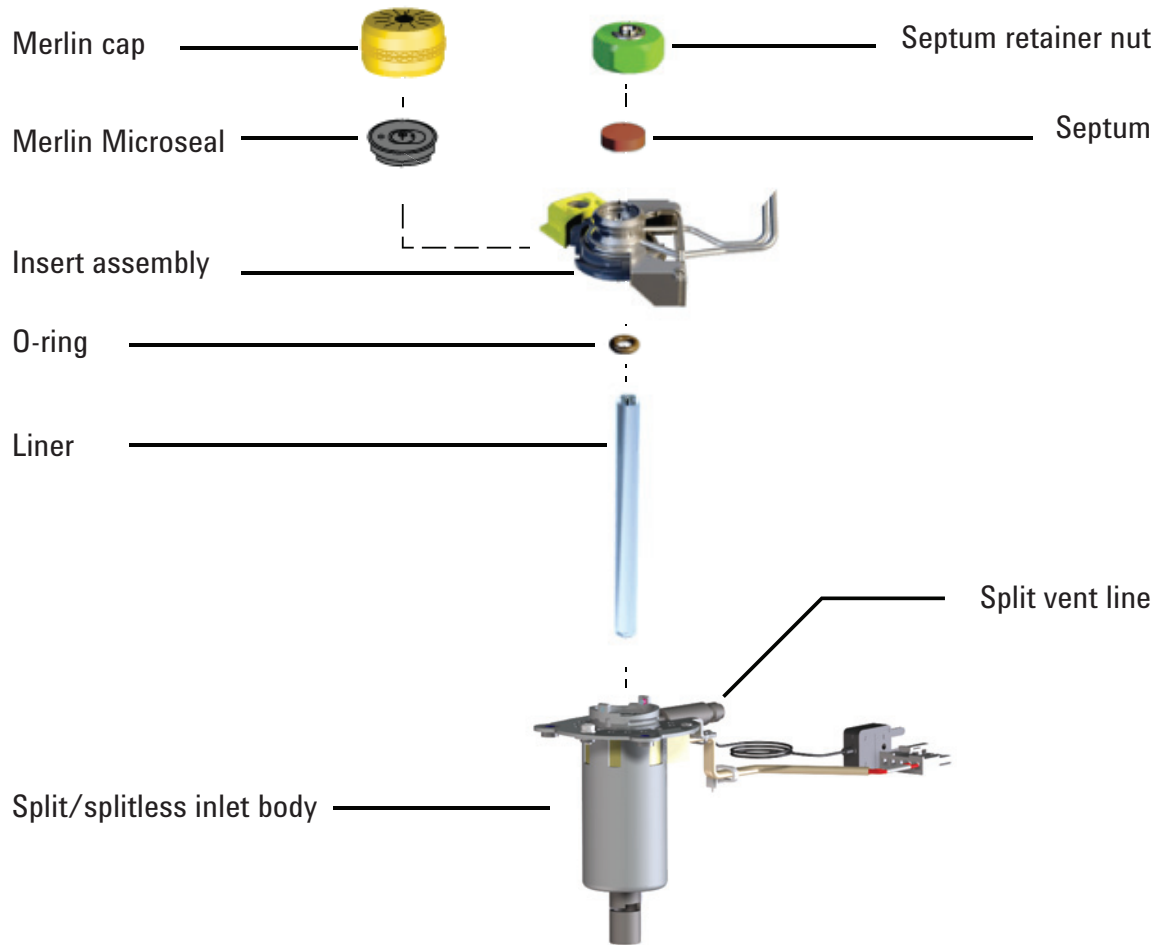 Merlin cap
Septum retainer nut
Merlin Microseal
Septum
Insert assembly
O-ring
Liner
Split vent line
Split/splitless inlet body